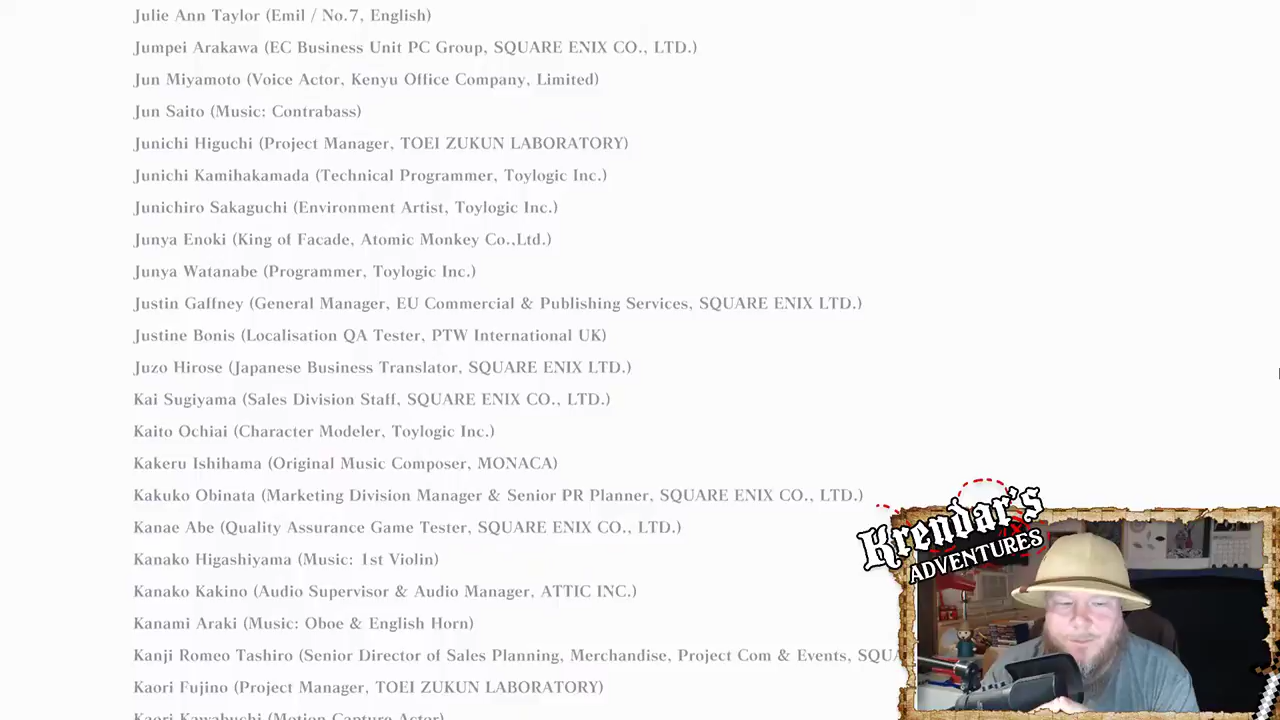 Julie Ann Taylor (Emil / No.7, English)
Jumpei Arakawa (EC Business Unit PC Group, SQUARE ENIX CO., LTD.)
Jun Miyamoto (Voice Actor, Kenyu Office Company, Limited)
Jun Saito (Music: Contrabass)
Junichi Higuchi (Project Manager, TOEI ZUKUN LABORATORY)
Junichi Kamihakamada (Technical Programmer, Toylogic Inc.)
Junichiro Sakaguchi (Environment Artist, Toylogic Inc.)
Junya Enoki (King of Facade, Atomic Monkey Co.,Ltd.)
Junya Watanabe (Programmer, Toylogic Inc.)
Justin Gaffney (General Manager, EU Commercial & Publishing Services, SQUARE ENIX LTD.)
Justine Bonis (Localisation QA Tester, PTW International UK)
Juzo Hirose (Japanese Business Translator, SQUARE ENIX LTD.)
Kai Sugiyama (Sales Division Staff, SQUARE ENIX CO., LTD.)
Kaito Ochiai (Character Modeler, Toylogic Inc.)
Kakeru Ishihama (Original Music Composer, MONACA)
Kakuko Obinata (Marketing Division Manager & Senior PR Planner, SQUARE ENIX CO., LTD.)
Kanae Abe (Quality Assurance Game Tester, SQUARE ENIX CO., LTD.)
Kanako Higashiyama (Music: 1st Violin)
Kanako Kakino (Audio Supervisor & Audio Manager, ATTIC INC.)
Kanami Araki (Music: Oboe & English Horn)
Kanji Romeo Tashiro (Senior Director of Sales Planning, Merchandise, Project Com & Events, SQUA
Kaori Fujino (Project Manager, TOEI ZUKUN LABORATORY)
Kaori Kawabuchi (Motion Capture Actor)
Krendar's
ADVENTURES